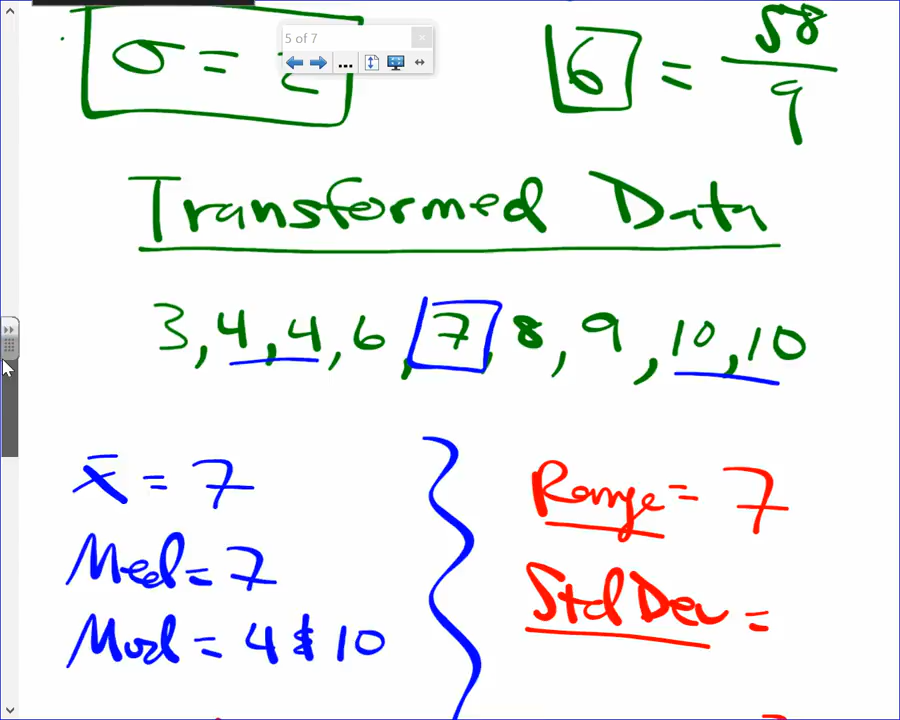 5 of 7
σ =
6 = 58
9
Transformed Data
3, 4, 4, 6, 7, 8, 9, 10, 10
x̄ = 7
Med = 7
Mod = 4 & 10
Range = 7
Std Dev =